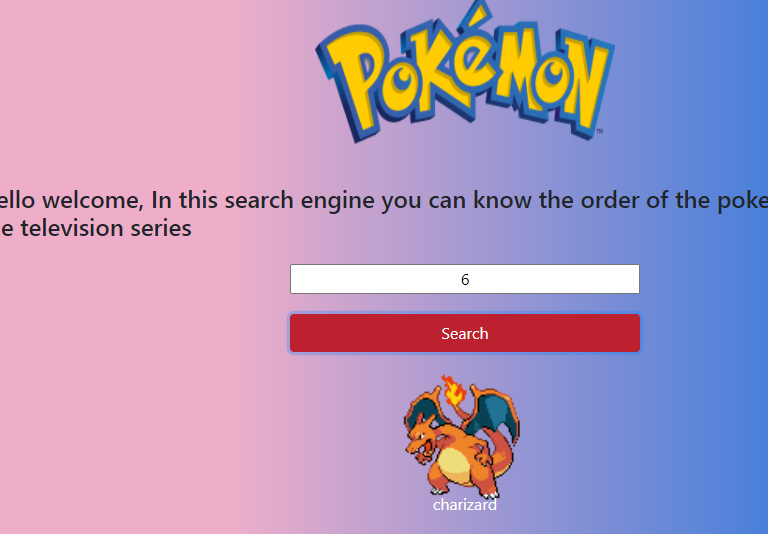 POKéMON
™
ello welcome, In this search engine you can know the order of the poke
e television series
6
Search
charizard